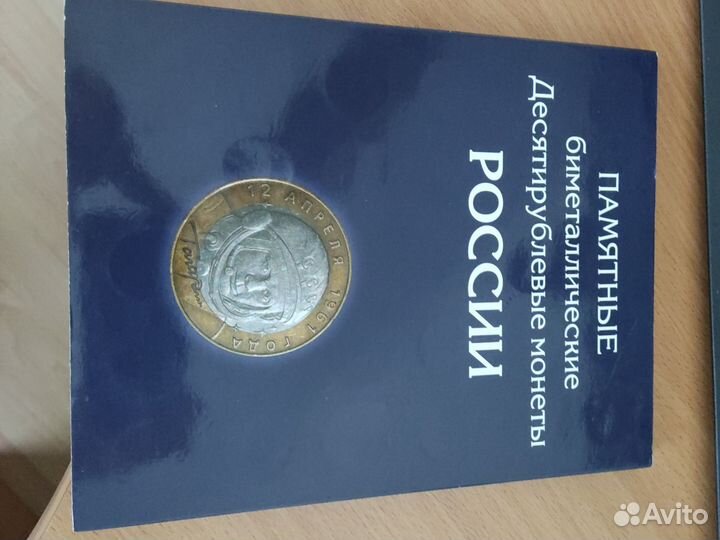 ПАМЯТНЫЕ
биметаллические
Десятирублевые монеты
РОССИИ
12 АПРЕЛЯ 1961 ГОДА
Avito